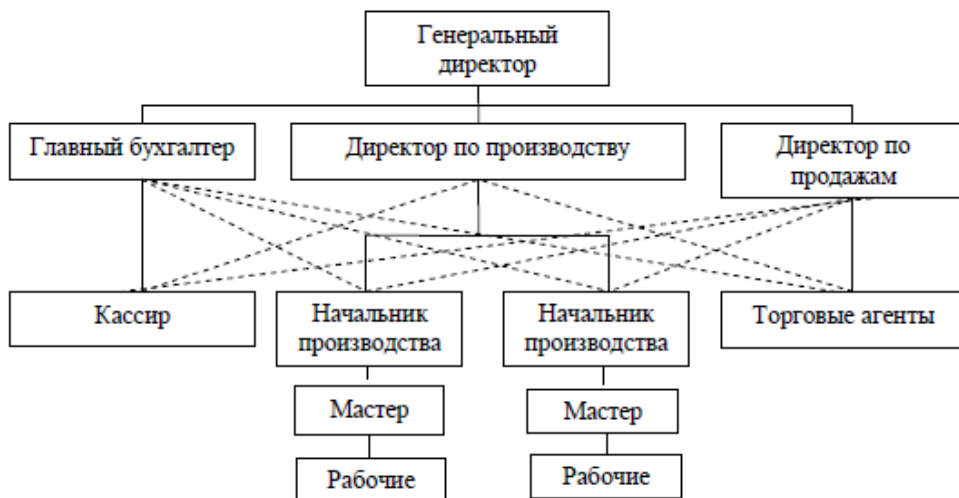 Генеральный
директор
Главный бухгалтер
Директор по производству
Директор по
продажам
Кассир
Начальник
производства
Начальник
производства
Торговые агенты
Мастер
Мастер
Рабочие
Рабочие